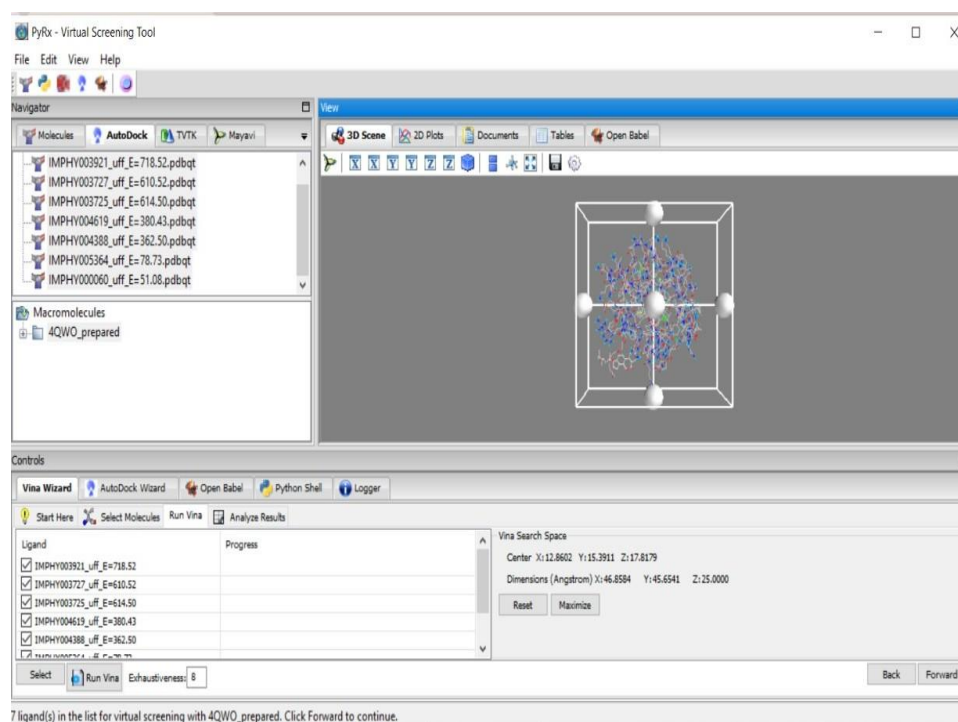 PyRx - Virtual Screening Tool
File Edit View Help
Navigator
View
Molecules AutoDock TVTK Mayavi
3D Scene 2D Plots Documents Tables Open Babel
IMPHY003921_uff_E=718.52.pdbqt
IMPHY003727_uff_E=610.52.pdbqt
IMPHY003725_uff_E=614.50.pdbqt
IMPHY004619_uff_E=380.43.pdbqt
IMPHY004388_uff_E=362.50.pdbqt
IMPHY005364_uff_E=78.73.pdbqt
IMPHY000060_uff_E=51.08.pdbqt
X X Y Y Z Z
Macromolecules
4QWO_prepared
Controls
Vina Wizard AutoDock Wizard Open Babel Python Shell Logger
Start Here Select Molecules Run Vina Analyze Results
Ligand Progress
IMPHY003921_uff_E=718.52
IMPHY003727_uff_E=610.52
IMPHY003725_uff_E=614.50
IMPHY004619_uff_E=380.43
IMPHY004388_uff_E=362.50
Vina Search Space
Center X:12.8602 Y:15.3911 Z:17.8179
Dimensions (Angstrom) X:46.8584 Y:45.6541 Z:25.0000
Reset Maximize
Select Run Vina Exhaustiveness: 8
Back Forward
7 ligand(s) in the list for virtual screening with 4QWO_prepared. Click Forward to continue.